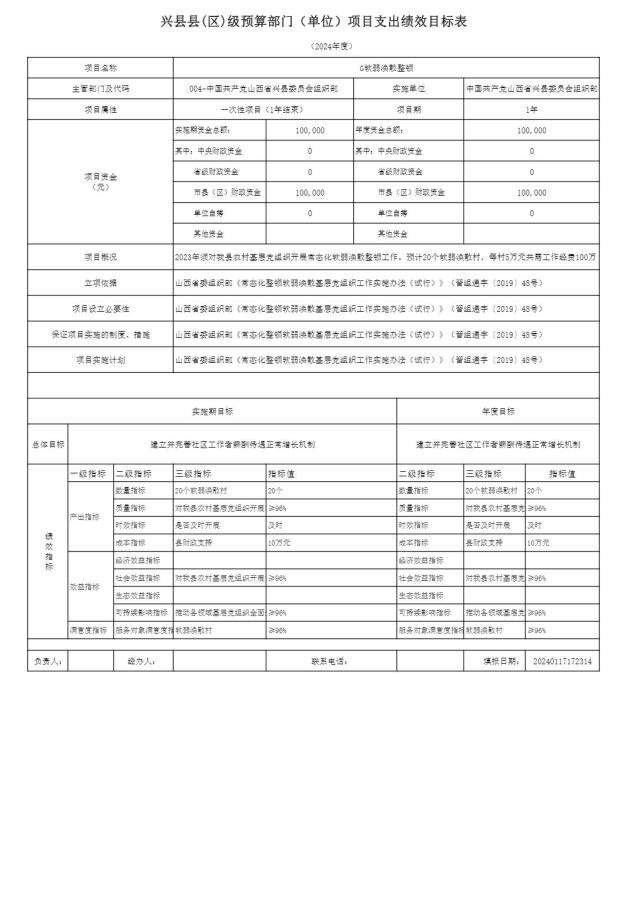 兴县县(区)级预算部门（单位）项目支出绩效目标表
（2024年度）
项目名称 G软弱涣散整顿
主管部门及代码 004-中国共产党山西省兴县委员会组织部 实施单位 中国共产党山西省兴县委员会组织部
项目属性 一次性项目（1年结束） 项目期 1年
项目资金（元） 实施期资金总额： 100,000 年度资金总额： 100,000
其中：中央财政资金 0 其中：中央财政资金 0
省级财政资金 0 省级财政资金 0
市县（区）财政资金 100,000 市县（区）财政资金 100,000
单位自筹 0 单位自筹 0
其他资金 其他资金
项目概况 2023年须对我县农村基层党组织开展常态化软弱涣散整顿工作，预计20个软弱涣散村，每村5万元共需工作经费100万
立项依据 山西省委组织部《常态化整顿软弱涣散基层党组织工作实施办法（试行）》（晋组通字〔2019〕48号）
项目设立必要性 山西省委组织部《常态化整顿软弱涣散基层党组织工作实施办法（试行）》（晋组通字〔2019〕48号）
保证项目实施的制度、措施 山西省委组织部《常态化整顿软弱涣散基层党组织工作实施办法（试行）》（晋组通字〔2019〕48号）
项目实施计划 山西省委组织部《常态化整顿软弱涣散基层党组织工作实施办法（试行）》（晋组通字〔2019〕48号）
实施期目标 年度目标
总体目标 建立并完善社区工作者薪酬待遇正常增长机制 建立并完善社区工作者薪酬待遇正常增长机制
绩效指标 一级指标 二级指标 三级指标 指标值 二级指标 三级指标 指标值
产出指标 数量指标 20个软弱涣散村 20个 数量指标 20个软弱涣散村 20个
质量指标 对我县农村基层党组织开展 ≥96% 质量指标 对我县农村基层党 ≥96%
时效指标 是否及时开展 及时 时效指标 是否及时开展 及时
成本指标 县财政支持 10万元 成本指标 县财政支持 10万元
效益指标 经济效益指标 经济效益指标
社会效益指标 对我县农村基层党组织开展 ≥96% 社会效益指标 对我县农村基层党 ≥96%
生态效益指标 生态效益指标
可持续影响指标 推动各领域基层党组织全面 ≥96% 可持续影响指标 推动各领域基层党 ≥96%
满意度指标 服务对象满意度指标 软弱涣散村 ≥96% 服务对象满意度指标 软弱涣散村 ≥96%
负责人： 经办人： 联系电话： 填报日期： 20240117172314